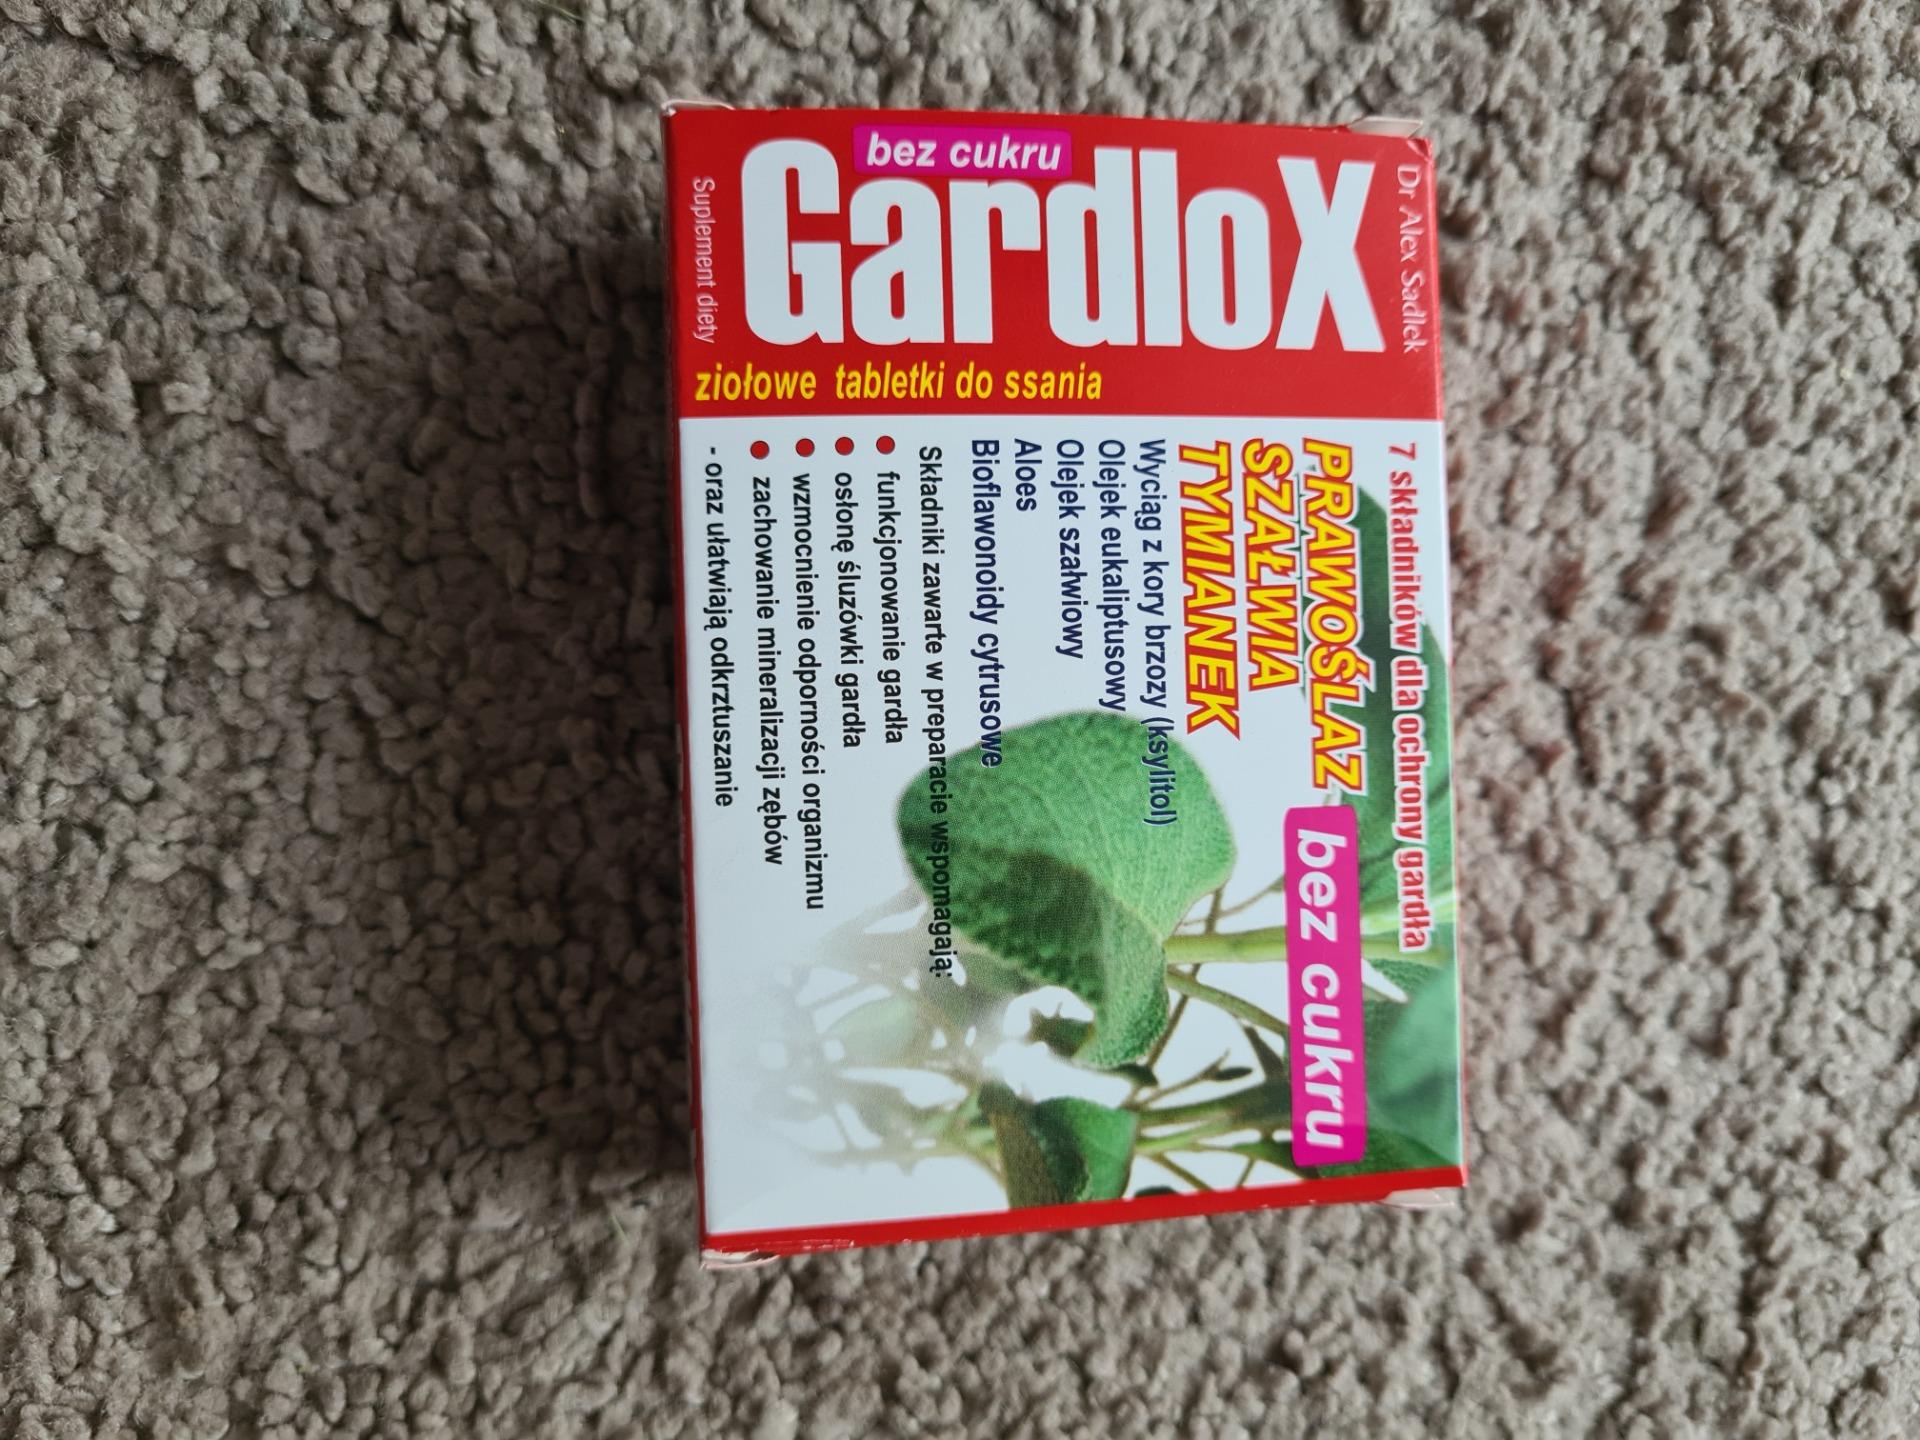 bez cukru
GardloX
Suplement diety
ziołowe tabletki do ssania
Dr Alex Sadlek
7 składników dla ochrony gardła
PRAWOŚLAZ
SZAŁWIA
TYMIANEK
bez cukru
Wyciąg z kory brzozy (ksylitol)
Olejek eukaliptusowy
Olejek szałwiowy
Aloes
Bioflawonoidy cytrusowe
Składniki zawarte w preparacie wspomagają:
funkcjonowanie gardła
osłonę śluzówki gardła
wzmocnienie odporności organizmu
zachowanie mineralizacji zębów
- oraz ułatwiają odkrztuszanie